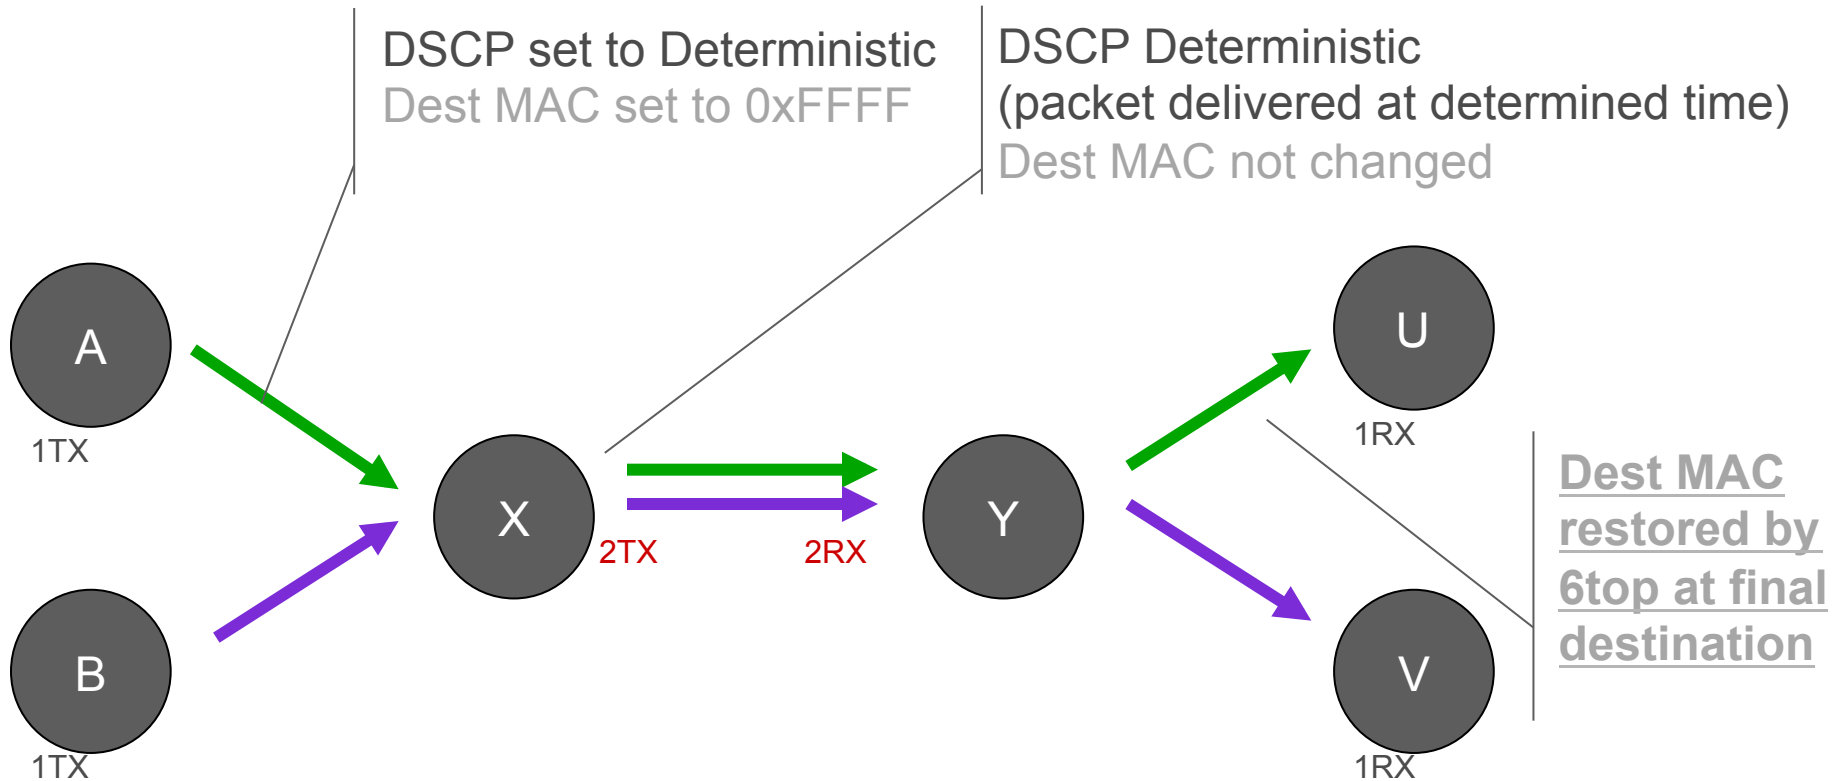 DSCP set to Deterministic
Dest MAC set to 0xFFFF
DSCP Deterministic
(packet delivered at determined time)
Dest MAC not changed
A
1TX
U
1RX
X
2TX
2RX
Y
Dest MAC
restored by
6top at final
destination
B
1TX
V
1RX